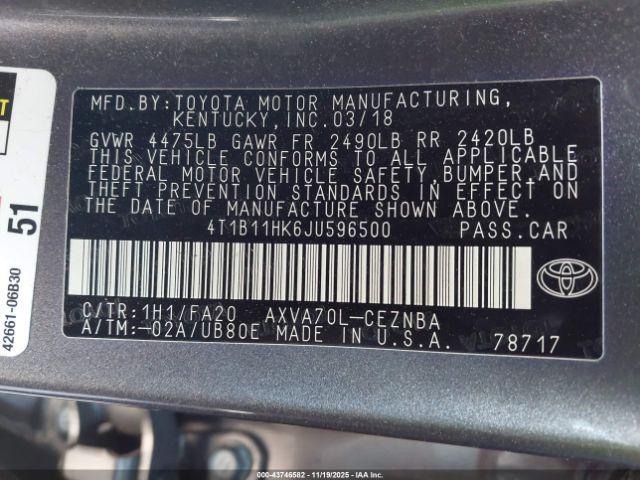 MFD.BY:TOYOTA MOTOR MANUFACTURING,
KENTUCKY,INC.03/18
GVWR 4475LB GAWR FR 2490LB RR 2420LB
THIS VEHICLE CONFORMS TO ALL APPLICABLE
FEDERAL MOTOR VEHICLE SAFETY,BUMPER,AND
THEFT PREVENTION STANDARDS IN EFFECT ON
THE DATE OF MANUFACTURE SHOWN ABOVE.
4T1B11HK6JU596500 PASS.CAR
C/TR:1H1/FA20 AXVA70L-CEZNBA
A/TM:-02A/UB80E MADE IN U.S.A. 78717
51
42661-06B30
000-43746582 — 11/19/2025 — IAA Inc.